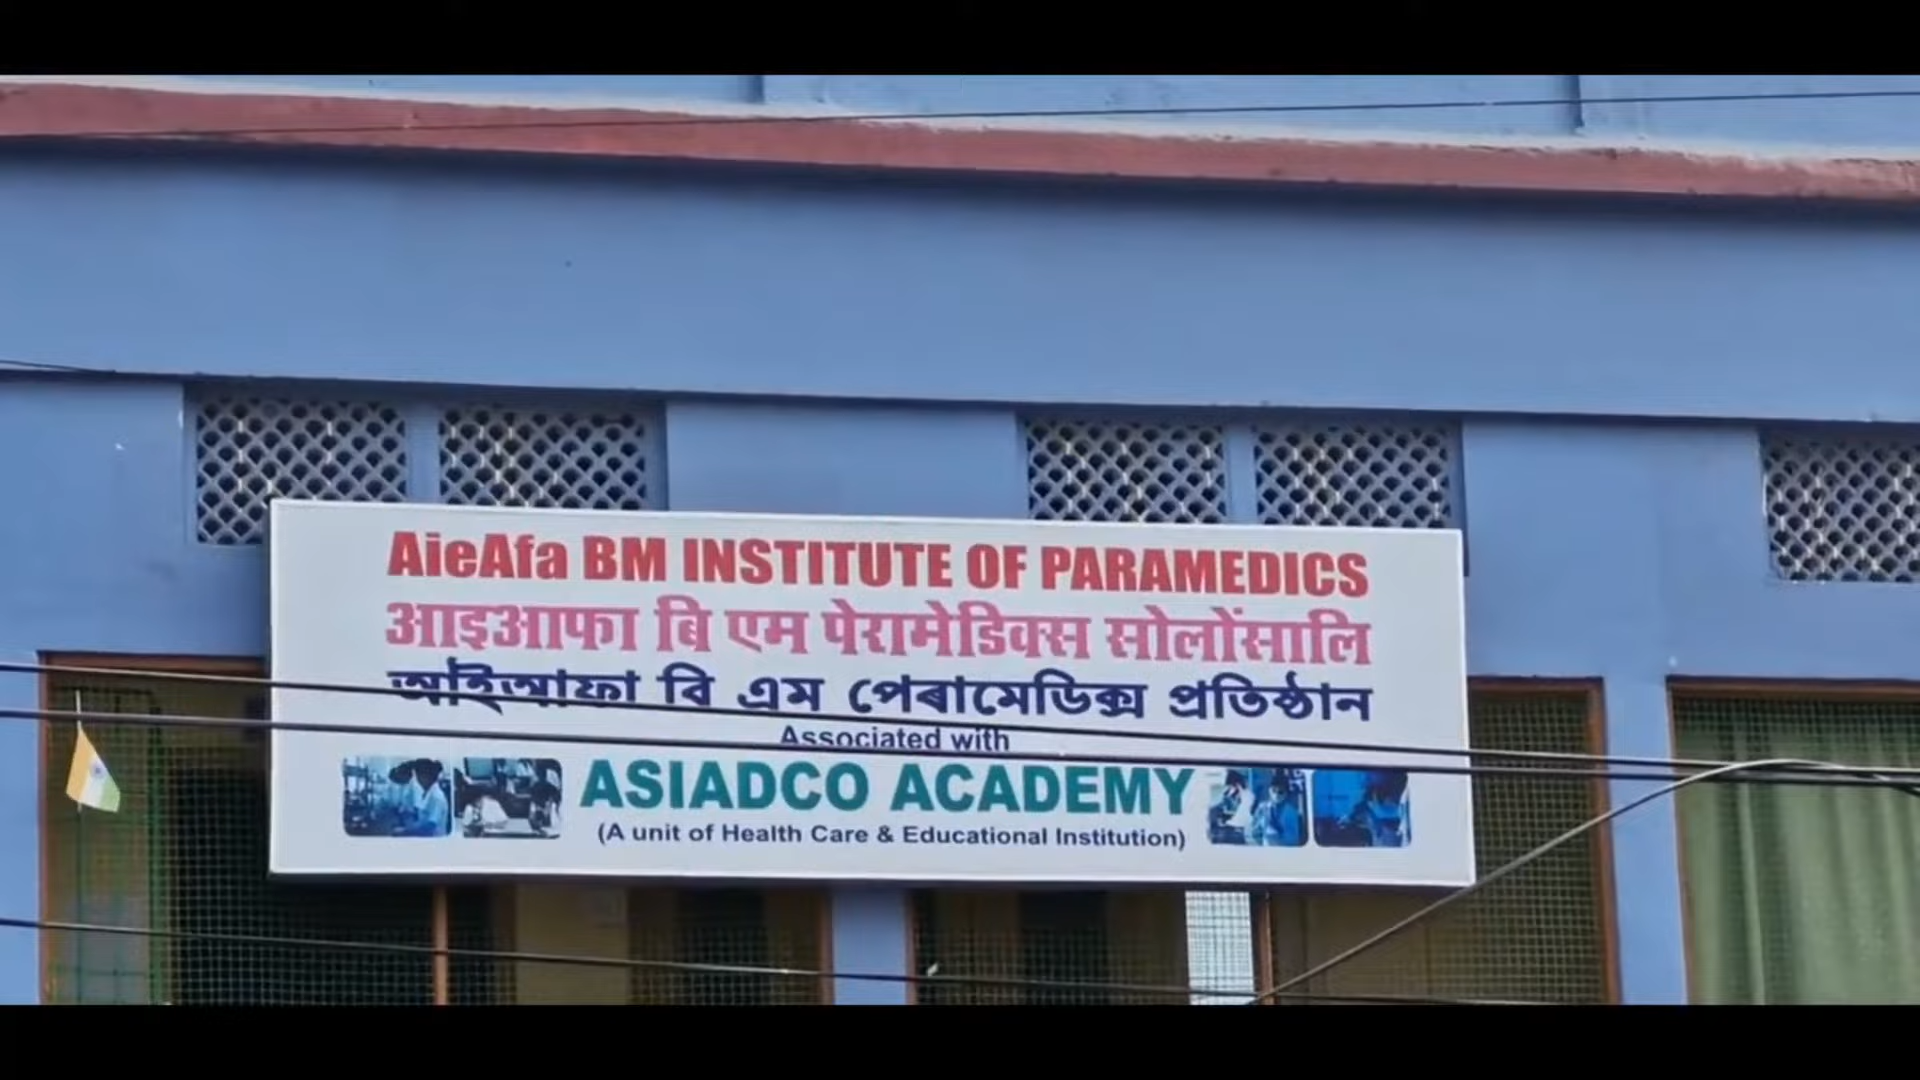 AieAfa BM INSTITUTE OF PARAMEDICS
आइआफा बि एम पेरामेडिक्स सोलोंसालि
আইআফা বি এম পেৰামেডিক্স প্ৰতিষ্ঠান
Associated with
ASIADCO ACADEMY
(A unit of Health Care & Educational Institution)